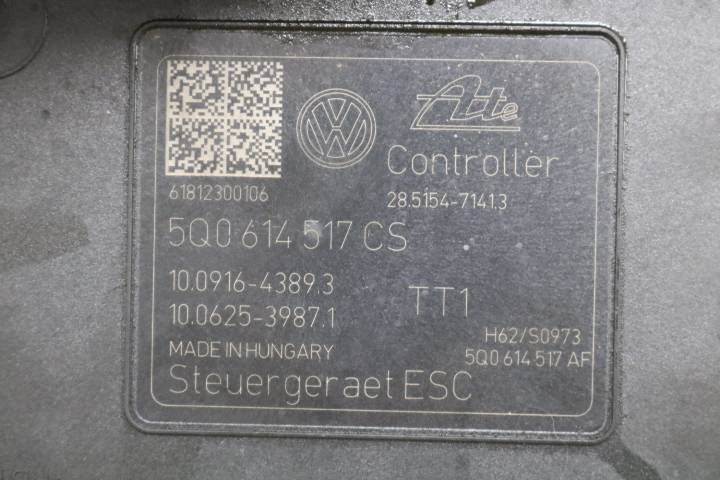 Ate
Controller
61812300106
28.5154-7141.3
5Q0 614 517 CS
10.0916-4389.3
TT1
10.0625-3987.1
H62/S0973
MADE IN HUNGARY
5Q0 614 517 AF
Steuergeraet ESC